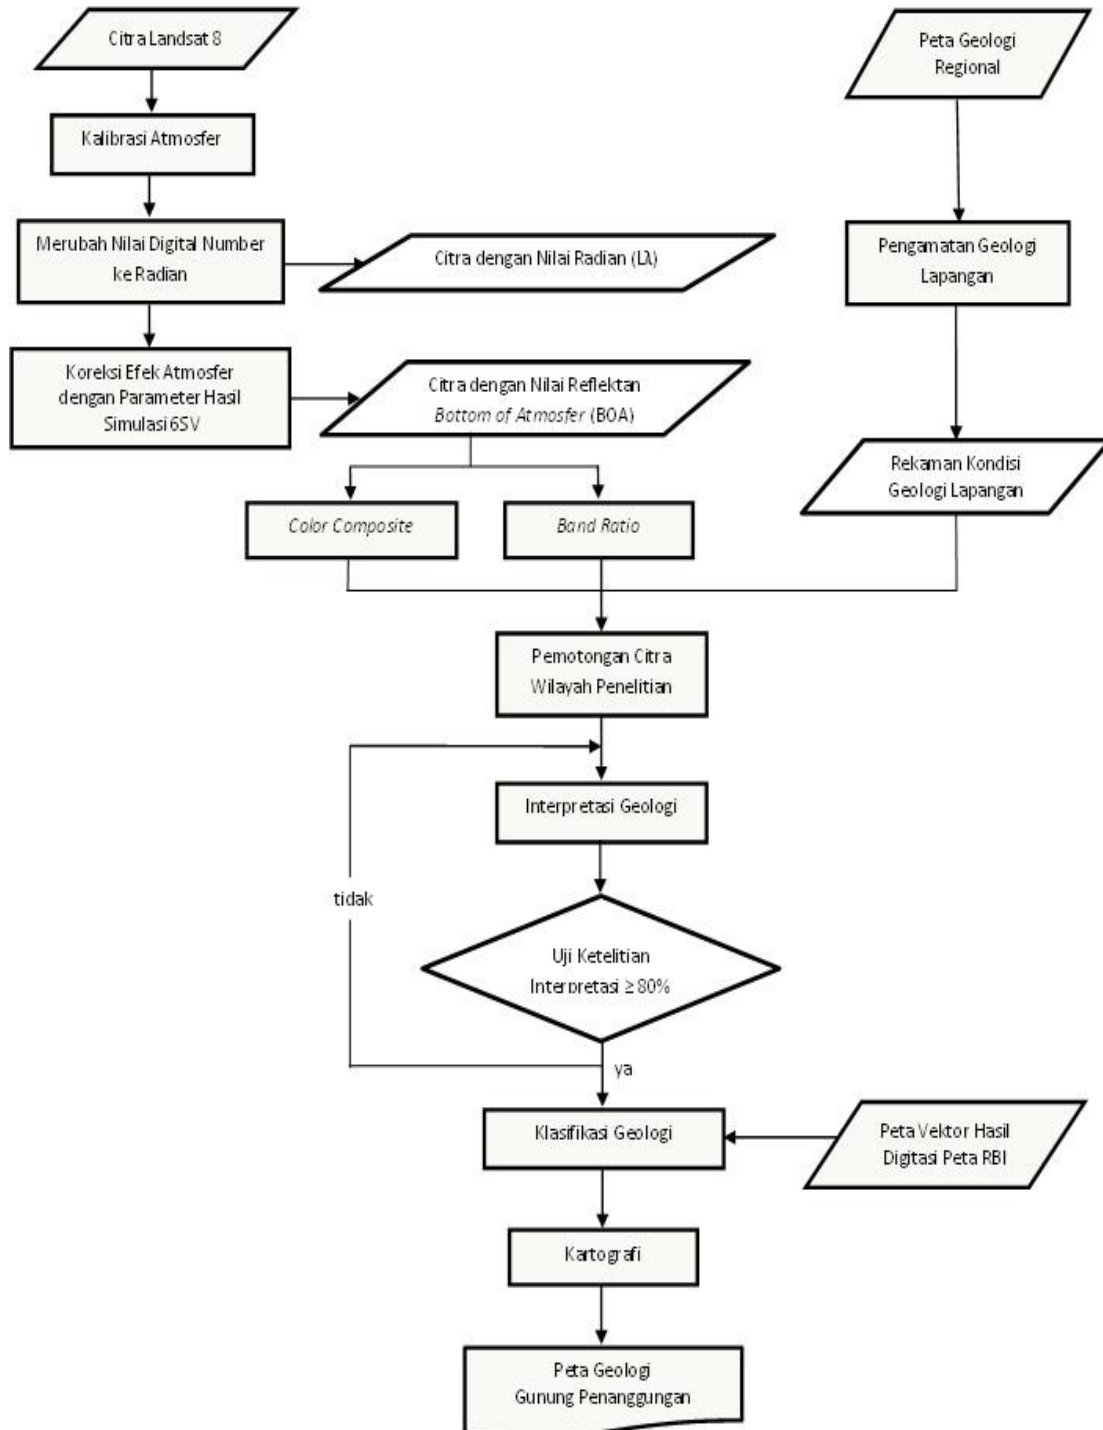 Citra Landsat 8
Peta Geologi
Regional
Kalibrasi Atmosfer
Merubah Nilai Digital Number
ke Radian
Citra dengan Nilai Radian (Lλ)
Pengamatan Geologi
Lapangan
Koreksi Efek Atmosfer
dengan Parameter Hasil
Simulasi 6SV
Citra dengan Nilai Reflektan
Bottom of Atmosfer (BOA)
Rekaman Kondisi
Geologi Lapangan
Color Composite
Band Ratio
Pemotongan Citra
Wilayah Penelitian
Interpretasi Geologi
tidak
Uji Ketelitian
Interpretasi ≥ 80%
ya
Klasifikasi Geologi
Peta Vektor Hasil
Digitasi Peta RBI
Kartografi
Peta Geologi
Gunung Penanggungan